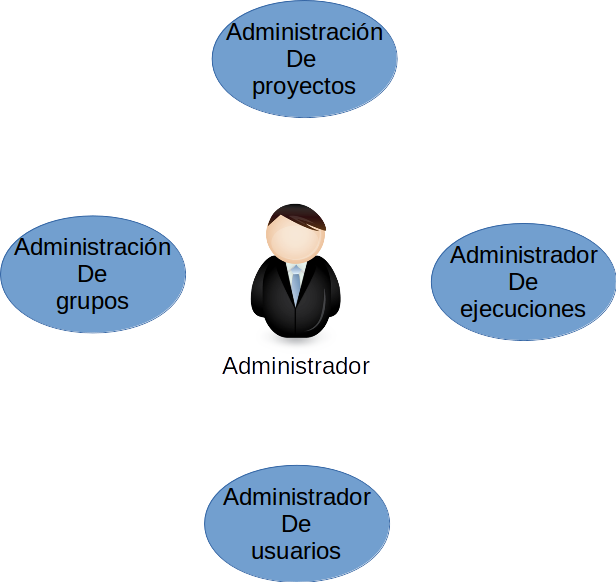 Administración
De
proyectos
Administración
De
grupos
Administrador
De
ejecuciones
Administrador
Administrador
De
usuarios